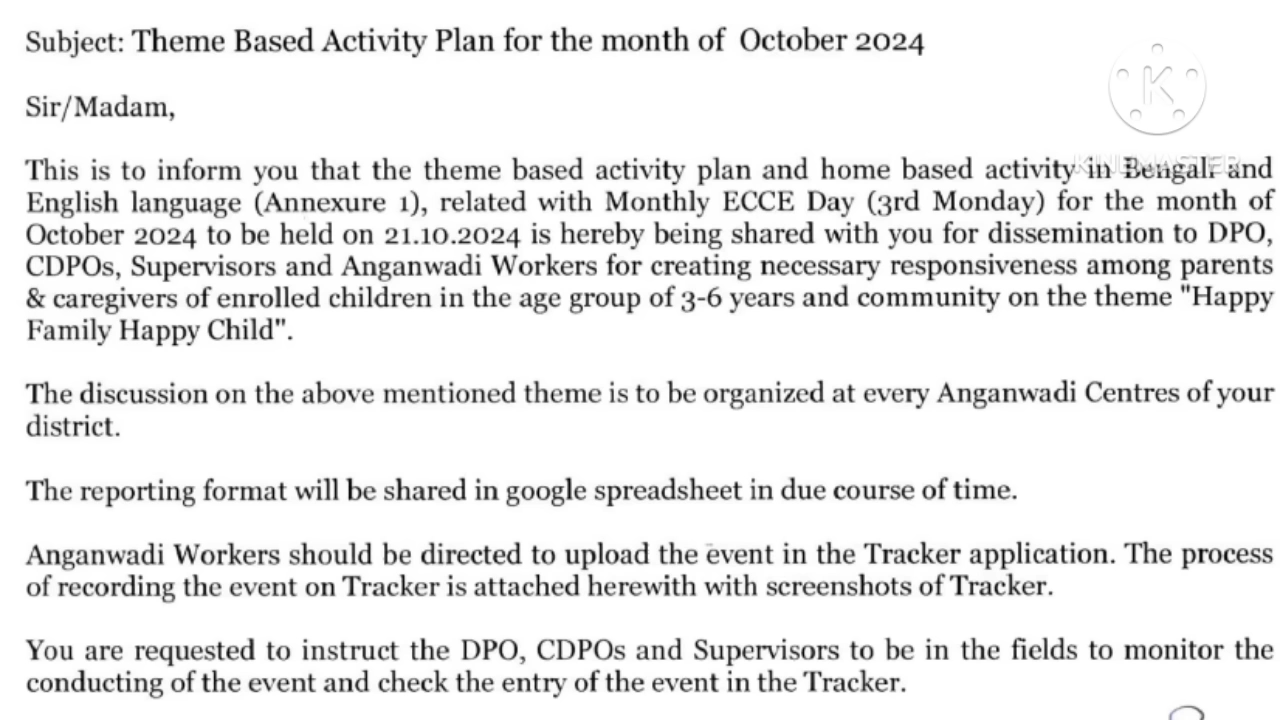 Subject: Theme Based Activity Plan for the month of October 2024
Sir/Madam,
This is to inform you that the theme based activity plan and home based activity in Bengali and
English language (Annexure 1), related with Monthly ECCE Day (3rd Monday) for the month of
October 2024 to be held on 21.10.2024 is hereby being shared with you for dissemination to DPO,
CDPOs, Supervisors and Anganwadi Workers for creating necessary responsiveness among parents
& caregivers of enrolled children in the age group of 3-6 years and community on the theme "Happy
Family Happy Child".
The discussion on the above mentioned theme is to be organized at every Anganwadi Centres of your
district.
The reporting format will be shared in google spreadsheet in due course of time.
Anganwadi Workers should be directed to upload the event in the Tracker application. The process
of recording the event on Tracker is attached herewith with screenshots of Tracker.
You are requested to instruct the DPO, CDPOs and Supervisors to be in the fields to monitor the
conducting of the event and check the entry of the event in the Tracker.
K
KINEMASTER